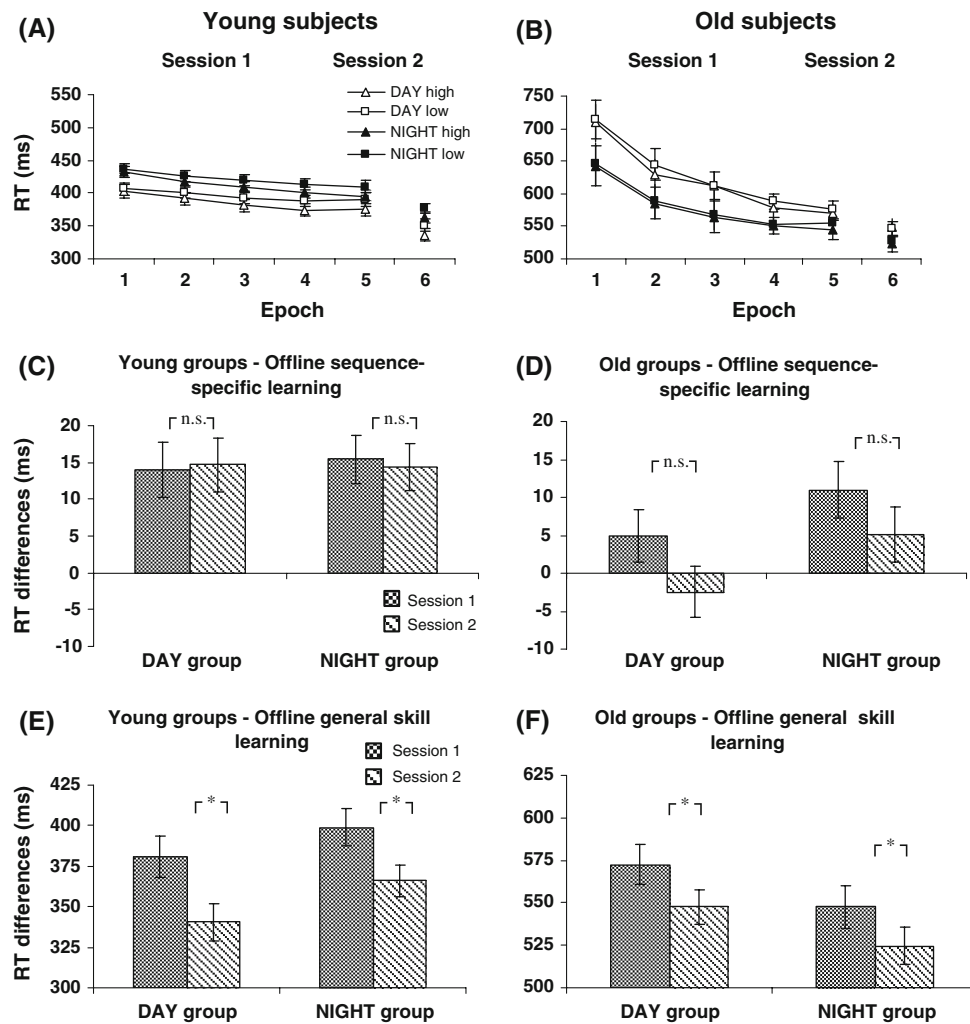 (A) Young subjects
Session 1 Session 2
RT (ms)
550
500
450
400
350
300
DAY high
DAY low
NIGHT high
NIGHT low
1 2 3 4 5 6
Epoch
(B) Old subjects
Session 1 Session 2
750
700
650
600
550
500
1 2 3 4 5 6
Epoch
(C) Young groups - Offline sequence-
specific learning
RT differences (ms)
20
15
10
5
0
-5
-10
n.s. n.s.
Session 1
Session 2
DAY group NIGHT group
(D) Old groups - Offline sequence-
specific learning
20
15
10
5
0
-5
-10
n.s. n.s.
DAY group NIGHT group
(E) Young groups - Offline general skill
learning
Session 1
Session 2
RT differences (ms)
425
400
375
350
325
300
* *
DAY group NIGHT group
(F) Old groups - Offline general skill
learning
625
600
575
550
525
500
* *
DAY group NIGHT group